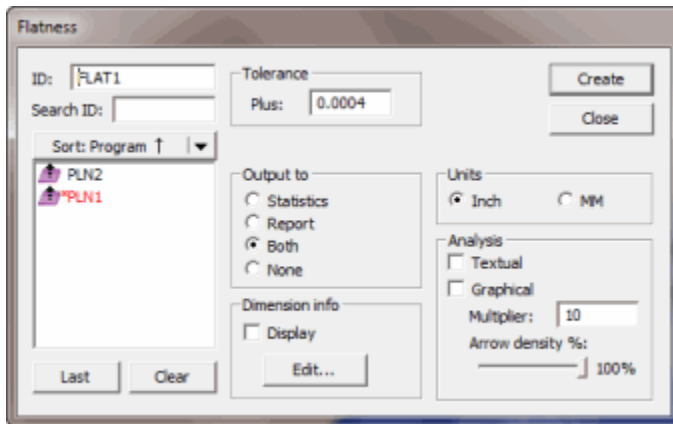 Flatness
ID: FLAT1
Search ID:
Sort: Program ↑
PLN2
*PLN1
Last Clear
Tolerance
Plus: 0.0004
Output to
Statistics
Report
Both
None
Dimension info
Display
Edit...
Create
Close
Units
Inch MM
Analysis
Textual
Graphical
Multiplier: 10
Arrow density %:
100%